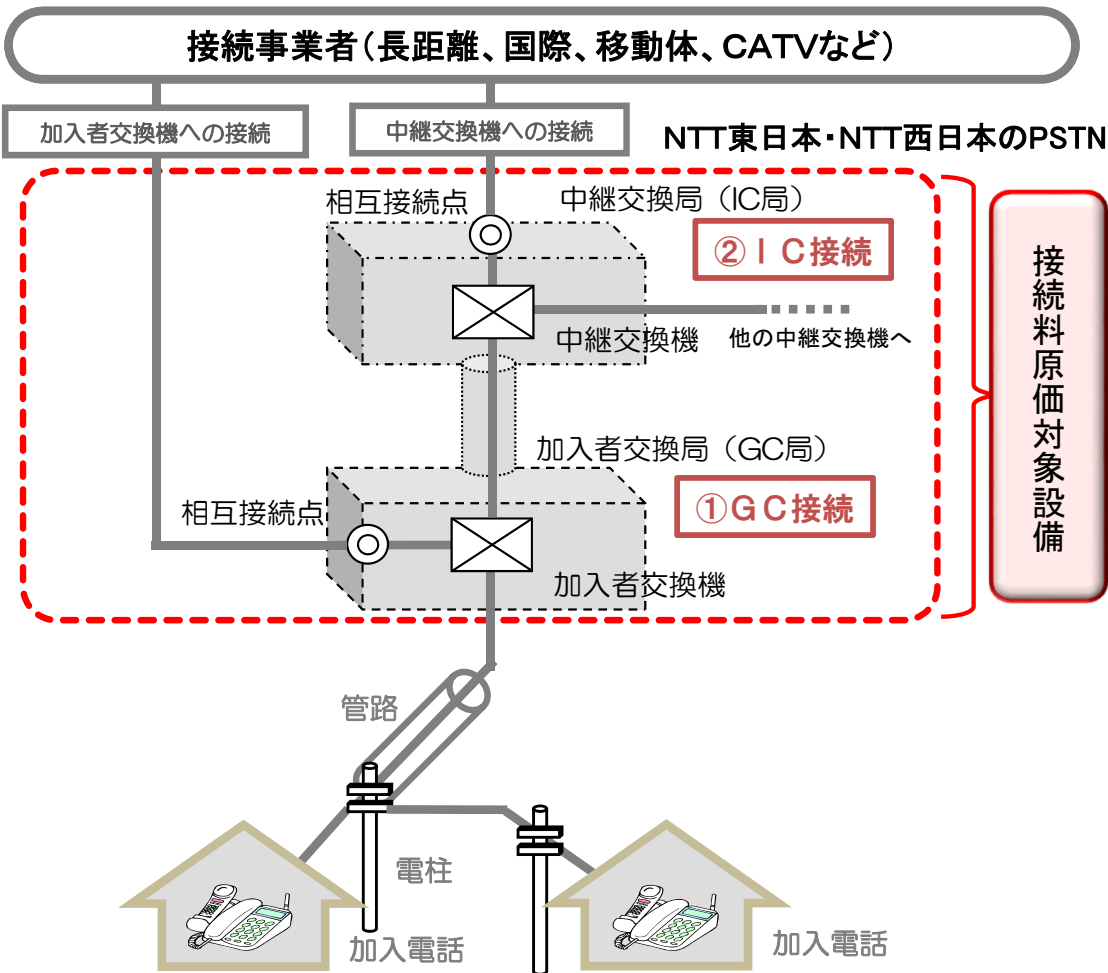 接続事業者(長距離、国際、移動体、CATVなど)
加入者交換機への接続
中継交換機への接続
NTT東日本・NTT西日本のPSTN
相互接続点
中継交換局(IC局)
②IC接続
中継交換機
他の中継交換機へ
接続料原価対象設備
加入者交換局(GC局)
相互接続点
①GC接続
加入者交換機
管路
電柱
加入電話
加入電話